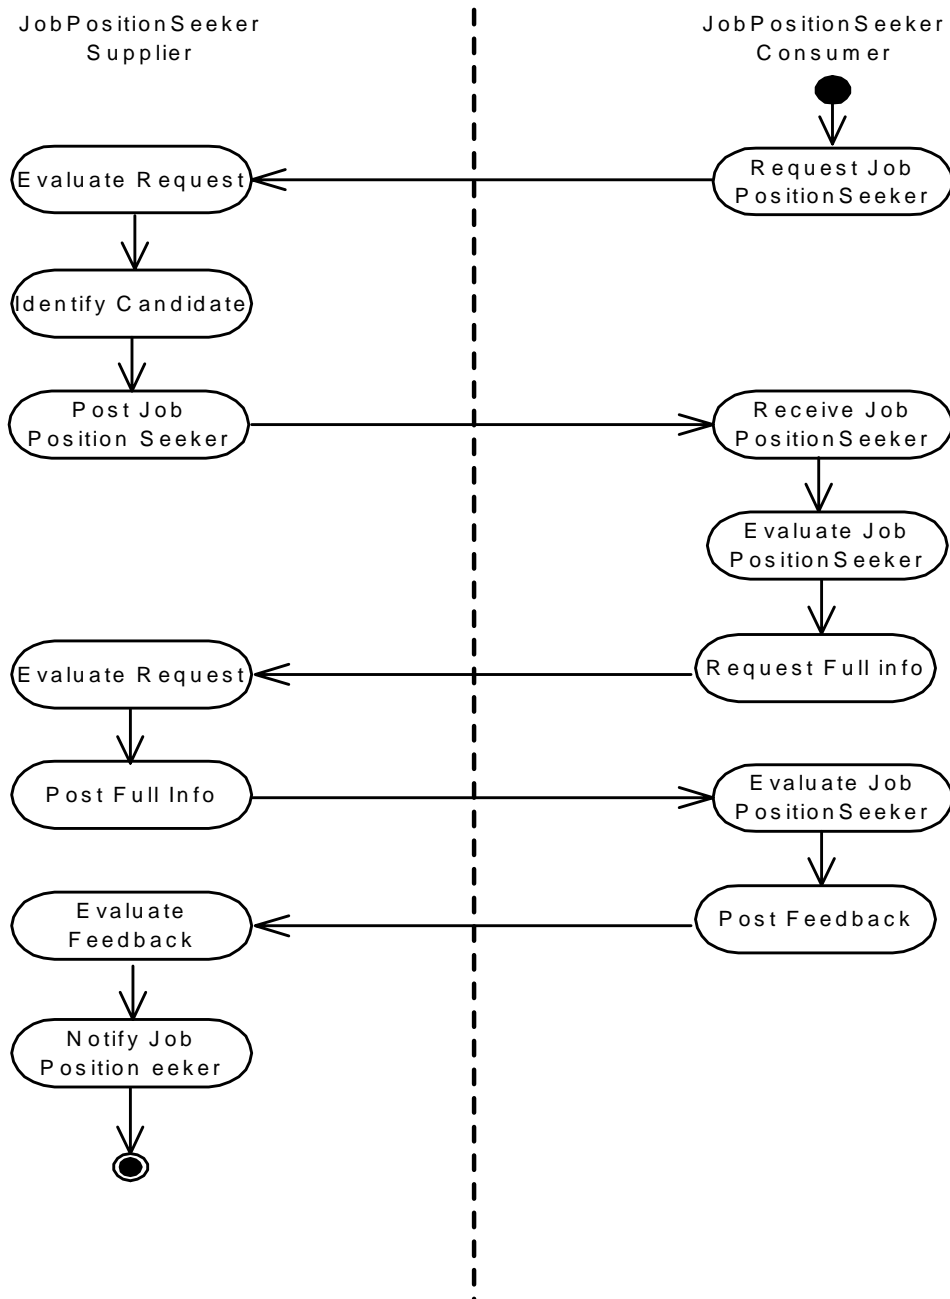 JobPositionSeeker
Supplier
JobPositionSeeker
Consumer
Evaluate Request
Request Job
PositionSeeker
Identify Candidate
Post Job
Position Seeker
Receive Job
PositionSeeker
Evaluate Job
PositionSeeker
Evaluate Request
Request Full info
Post Full Info
Evaluate Job
PositionSeeker
Evaluate
Feedback
Post Feedback
Notify Job
Position eeker